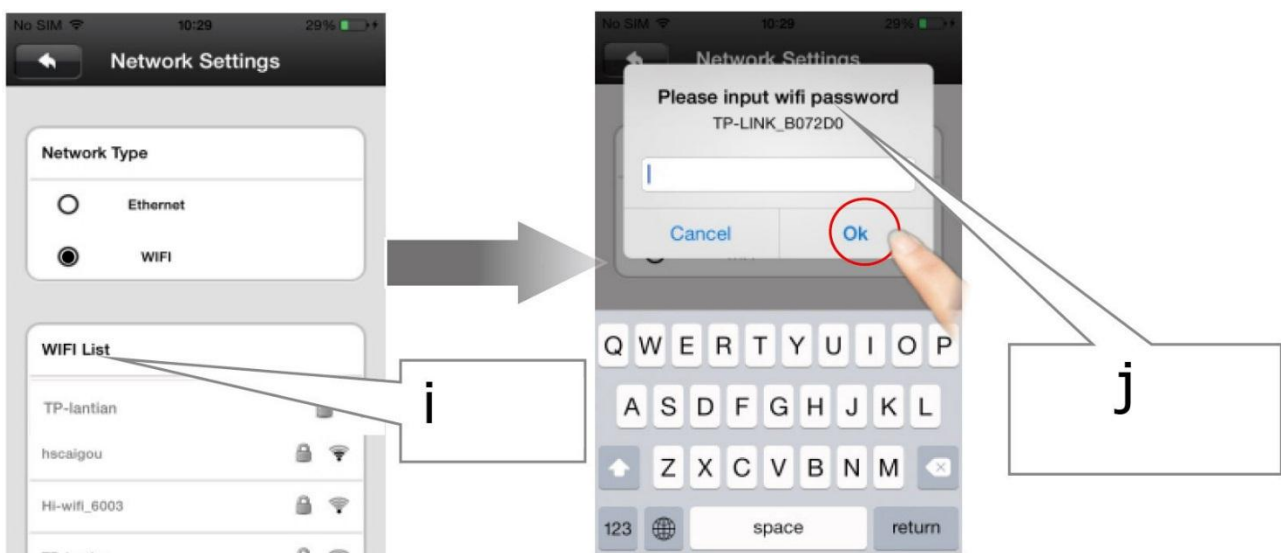 No SIM 10:29 29%
Network Settings
Network Type
Ethernet
WIFI
WIFI List
TP-lantian
hscaigou
Hi-wifi_6003
i
No SIM 10:29 29%
Network Settings
Please input wifi password
TP-LINK_B072D0
Cancel Ok
Q W E R T Y U I O P
A S D F G H J K L
Z X C V B N M
123 space return
j